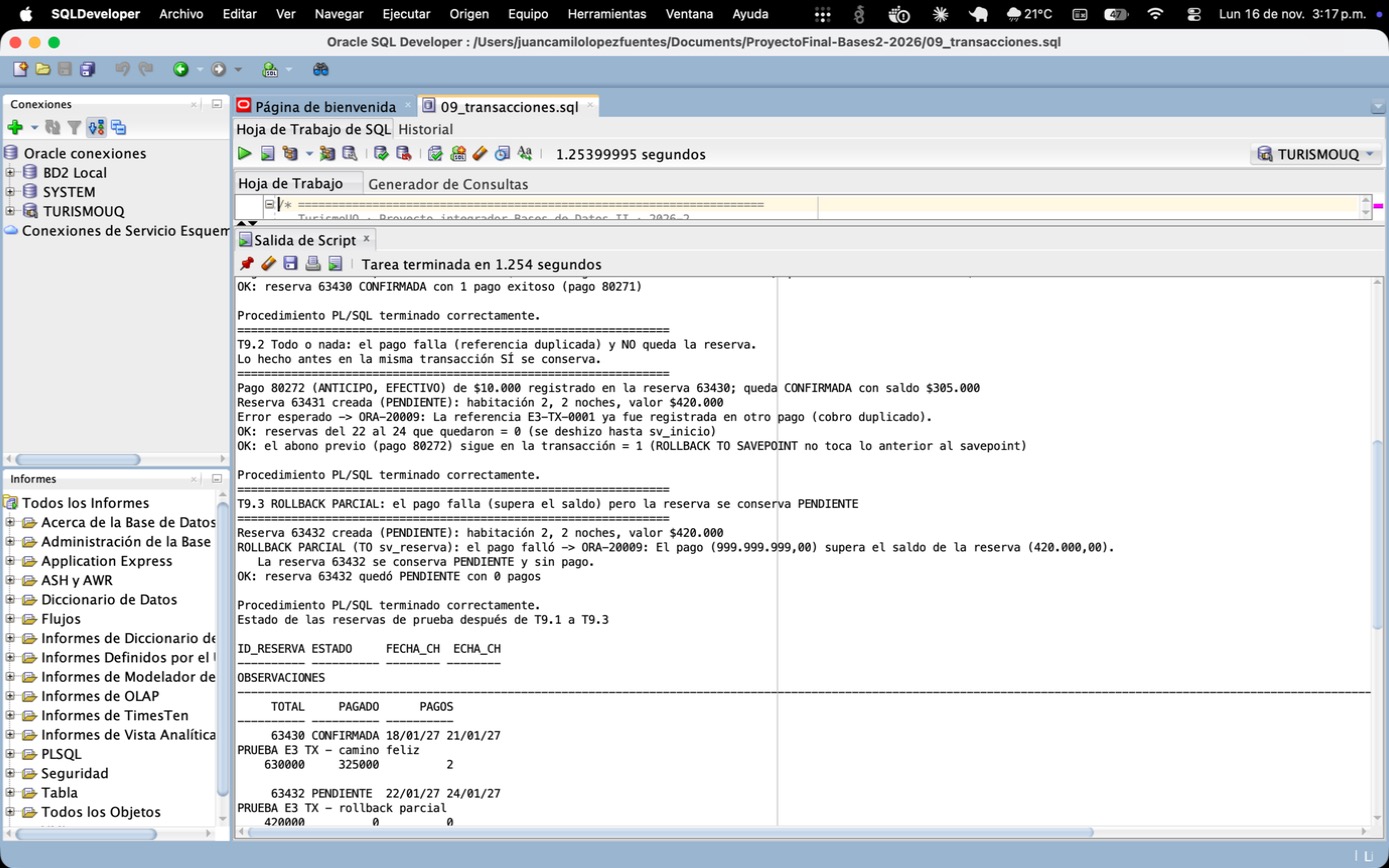 SQLDeveloper Archivo Editar Ver Navegar Ejecutar Origen Equipo Herramientas Ventana Ayuda 21°C 47 Lun 16 de nov. 3:17 p.m.
Oracle SQL Developer : /Users/juancamilolopezfuentes/Documents/ProyectoFinal-Bases2-2026/09_transacciones.sql
Conexiones
Oracle conexiones
BD2 Local
SYSTEM
TURISMOUQ
Conexiones de Servicio Esquem
Informes
Todos los Informes
Acerca de la Base de Datos
Administración de la Base
Application Express
ASH y AWR
Diccionario de Datos
Flujos
Informes de Diccionario de
Informes Definidos por el
Informes de Modelador de
Informes de OLAP
Informes de TimesTen
Informes de Vista Analítica
PLSQL
Seguridad
Tabla
Todos los Objetos
Página de bienvenida 09_transacciones.sql
Hoja de Trabajo de SQL Historial
1.25399995 segundos TURISMOUQ
Hoja de Trabajo Generador de Consultas
/* ==================================================================
TurismoUQ · Proyecto integrador Bases de Datos II · 2026-2
Salida de Script
Tarea terminada en 1.254 segundos
OK: reserva 63430 CONFIRMADA con 1 pago exitoso (pago 80271)
Procedimiento PL/SQL terminado correctamente.
================================================================
T9.2 Todo o nada: el pago falla (referencia duplicada) y NO queda la reserva.
Lo hecho antes en la misma transacción SÍ se conserva.
================================================================
Pago 80272 (ANTICIPO, EFECTIVO) de $10.000 registrado en la reserva 63430; queda CONFIRMADA con saldo $305.000
Reserva 63431 creada (PENDIENTE): habitación 2, 2 noches, valor $420.000
Error esperado -> ORA-20009: La referencia E3-TX-0001 ya fue registrada en otro pago (cobro duplicado).
OK: reservas del 22 al 24 que quedaron = 0 (se deshizo hasta sv_inicio)
OK: el abono previo (pago 80272) sigue en la transacción = 1 (ROLLBACK TO SAVEPOINT no toca lo anterior al savepoint)
Procedimiento PL/SQL terminado correctamente.
================================================================
T9.3 ROLLBACK PARCIAL: el pago falla (supera el saldo) pero la reserva se conserva PENDIENTE
================================================================
Reserva 63432 creada (PENDIENTE): habitación 2, 2 noches, valor $420.000
ROLLBACK PARCIAL (TO sv_reserva): el pago falló -> ORA-20009: El pago (999.999.999,00) supera el saldo de la reserva (420.000,00).
La reserva 63432 se conserva PENDIENTE y sin pago.
OK: reserva 63432 quedó PENDIENTE con 0 pagos
Procedimiento PL/SQL terminado correctamente.
Estado de las reservas de prueba después de T9.1 a T9.3
ID_RESERVA ESTADO FECHA_CH ECHA_CH
---------- ---------- -------- --------
OBSERVACIONES
TOTAL PAGADO PAGOS
---------- ---------- ----------
63430 CONFIRMADA 18/01/27 21/01/27
PRUEBA E3 TX - camino feliz
630000 325000 2
63432 PENDIENTE 22/01/27 24/01/27
PRUEBA E3 TX - rollback parcial
420000 0 0